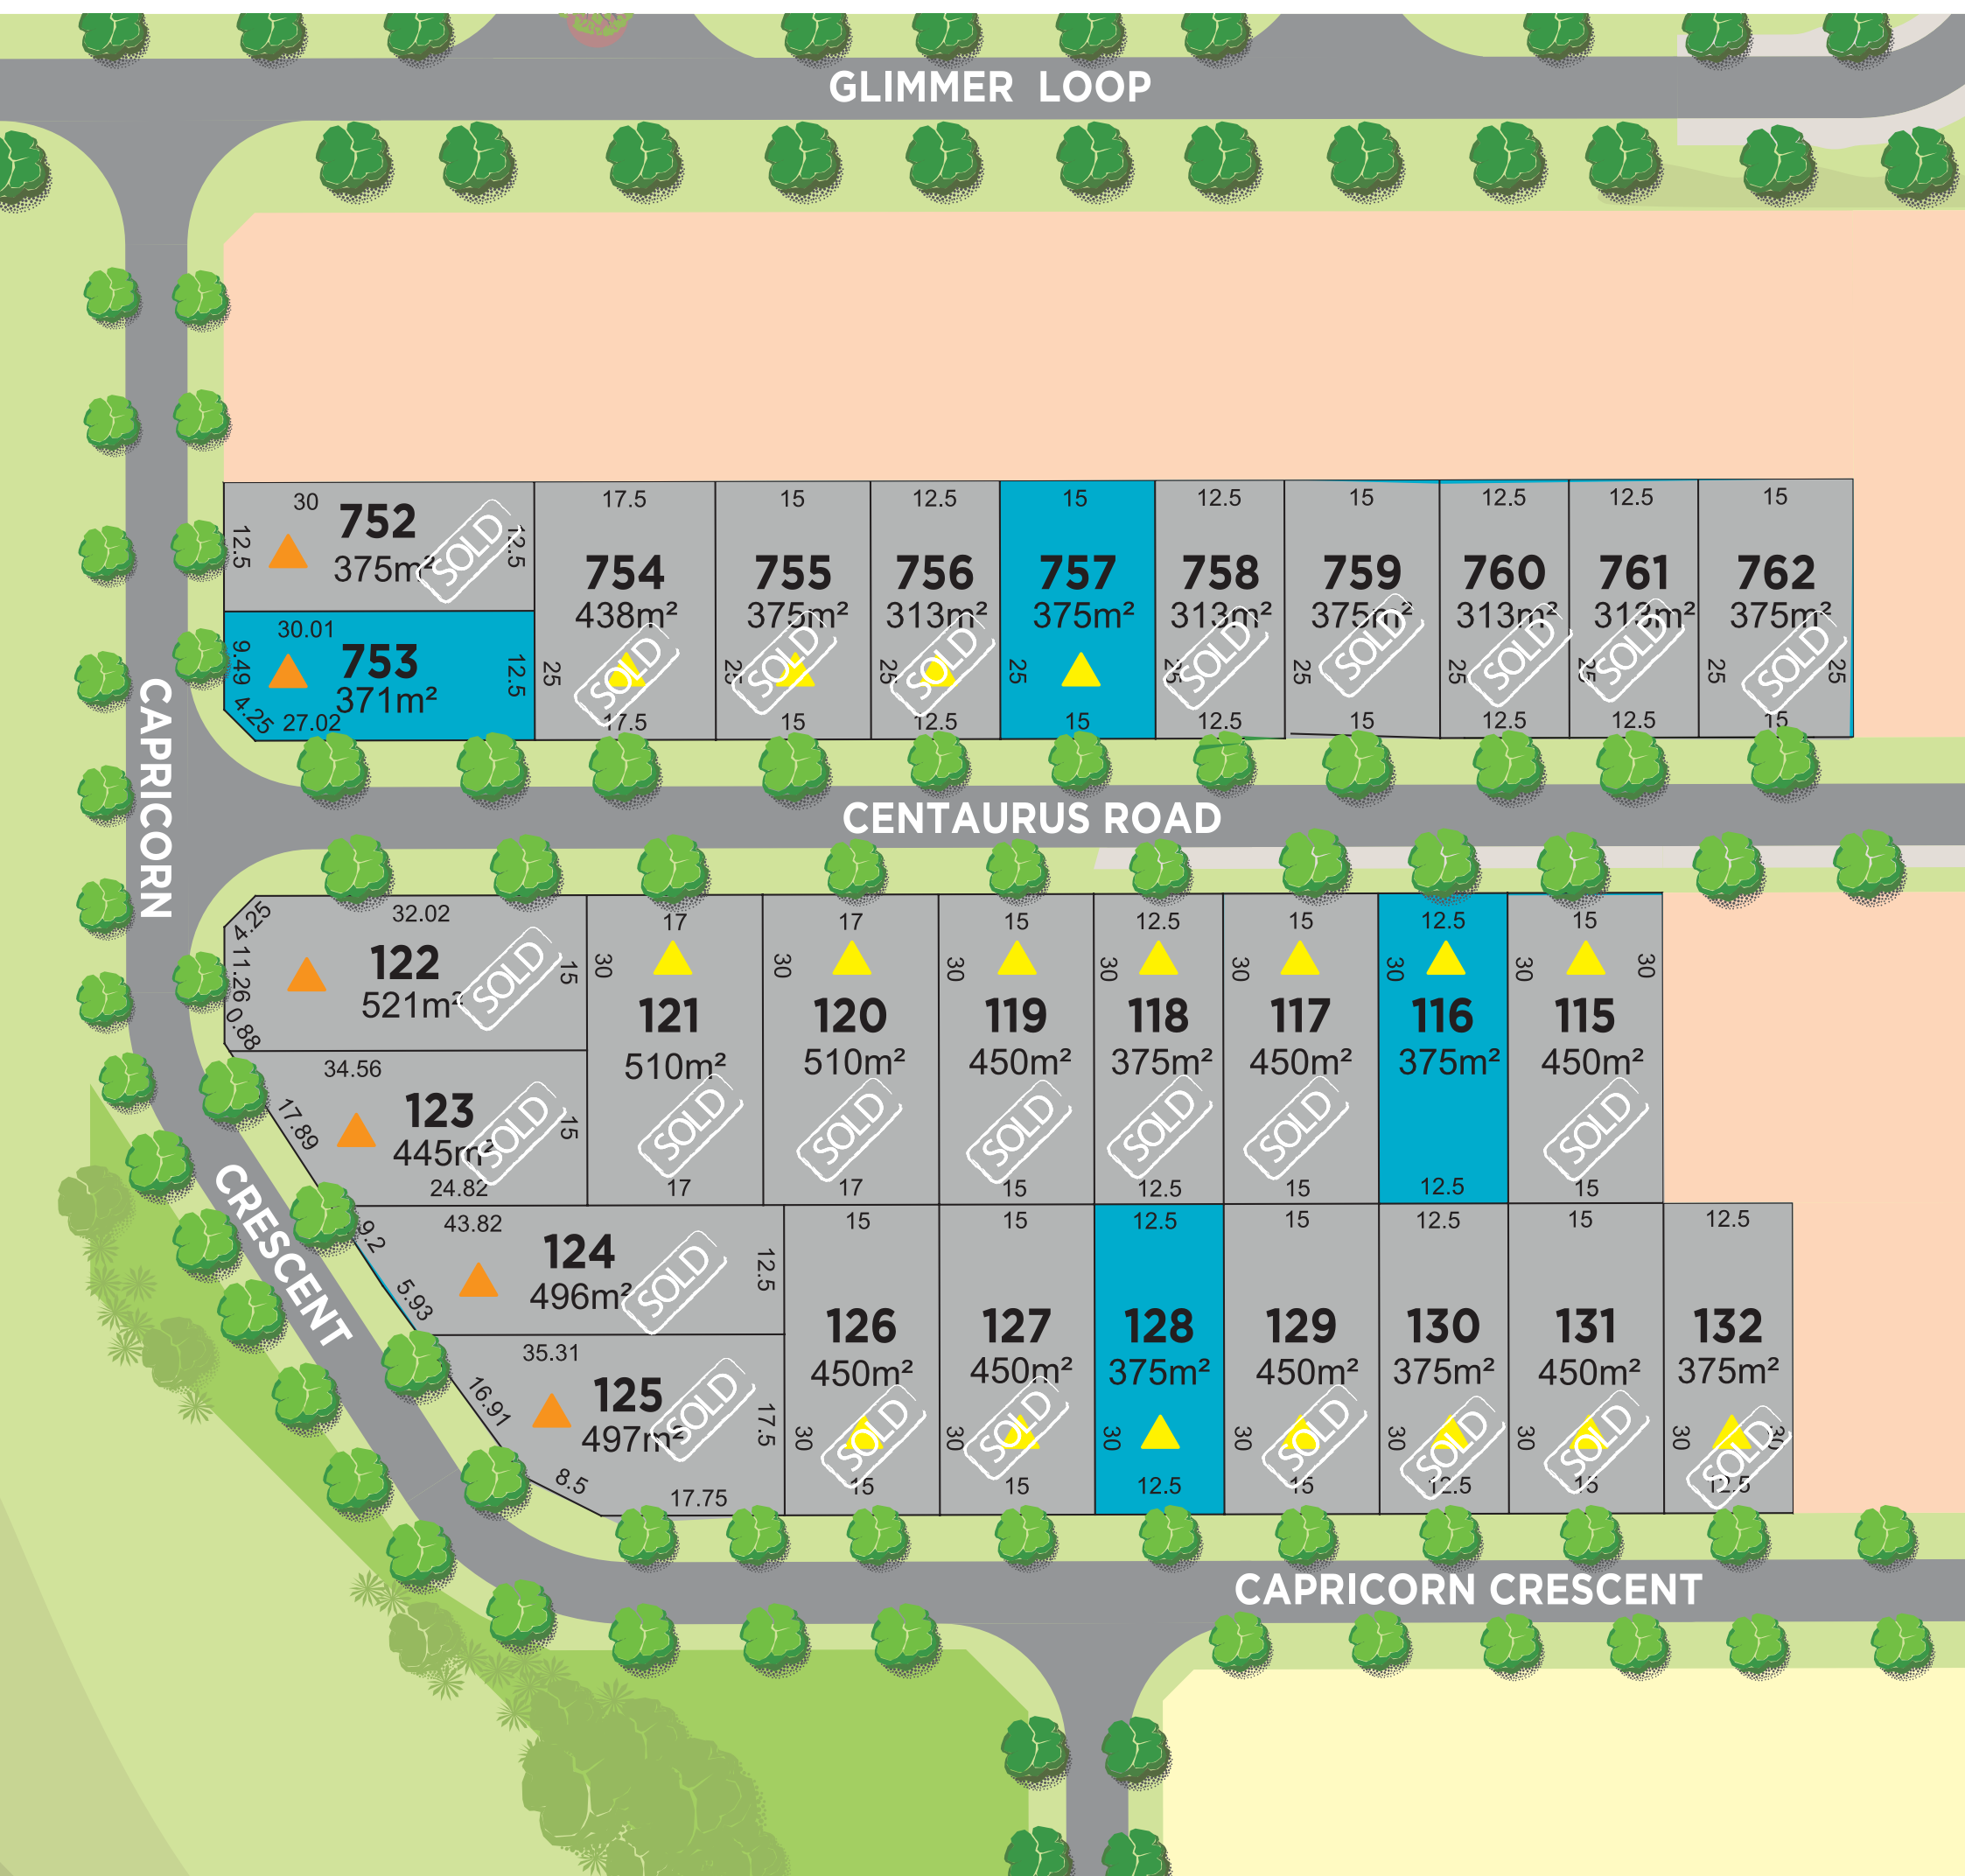 GLIMMER LOOP
30
752
375m²
12.5
12.5
SOLD
30.01
753
371m²
9.49
4.25
27.02
12.5
17.5
754
438m²
25
SOLD
17.5
15
755
375m²
25
SOLD
15
12.5
756
313m²
25
SOLD
12.5
15
757
375m²
25
15
12.5
758
313m²
25
SOLD
12.5
15
759
375m²
25
SOLD
15
12.5
760
313m²
25
SOLD
12.5
12.5
761
313m²
25
SOLD
12.5
15
762
375m²
25
25
SOLD
15
CAPRICORN
CENTAURUS ROAD
4.25
32.02
122
521m²
11.26
0.88
15
SOLD
34.56
123
445m²
17.89
15
SOLD
24.82
17
30
121
510m²
SOLD
17
17
30
120
510m²
SOLD
17
15
30
119
450m²
SOLD
15
12.5
30
118
375m²
SOLD
12.5
15
30
117
450m²
SOLD
15
12.5
30
116
375m²
12.5
15
30
30
115
450m²
SOLD
15
CRESCENT
43.82
9.2
124
496m²
5.93
12.5
SOLD
35.31
125
497m²
16.91
17.5
SOLD
8.5
17.75
15
126
450m²
30
SOLD
15
15
127
450m²
30
SOLD
15
12.5
128
375m²
30
12.5
15
129
450m²
30
SOLD
15
12.5
130
375m²
30
SOLD
12.5
15
131
450m²
30
SOLD
15
12.5
132
375m²
30
30
SOLD
12.5
CAPRICORN CRESCENT